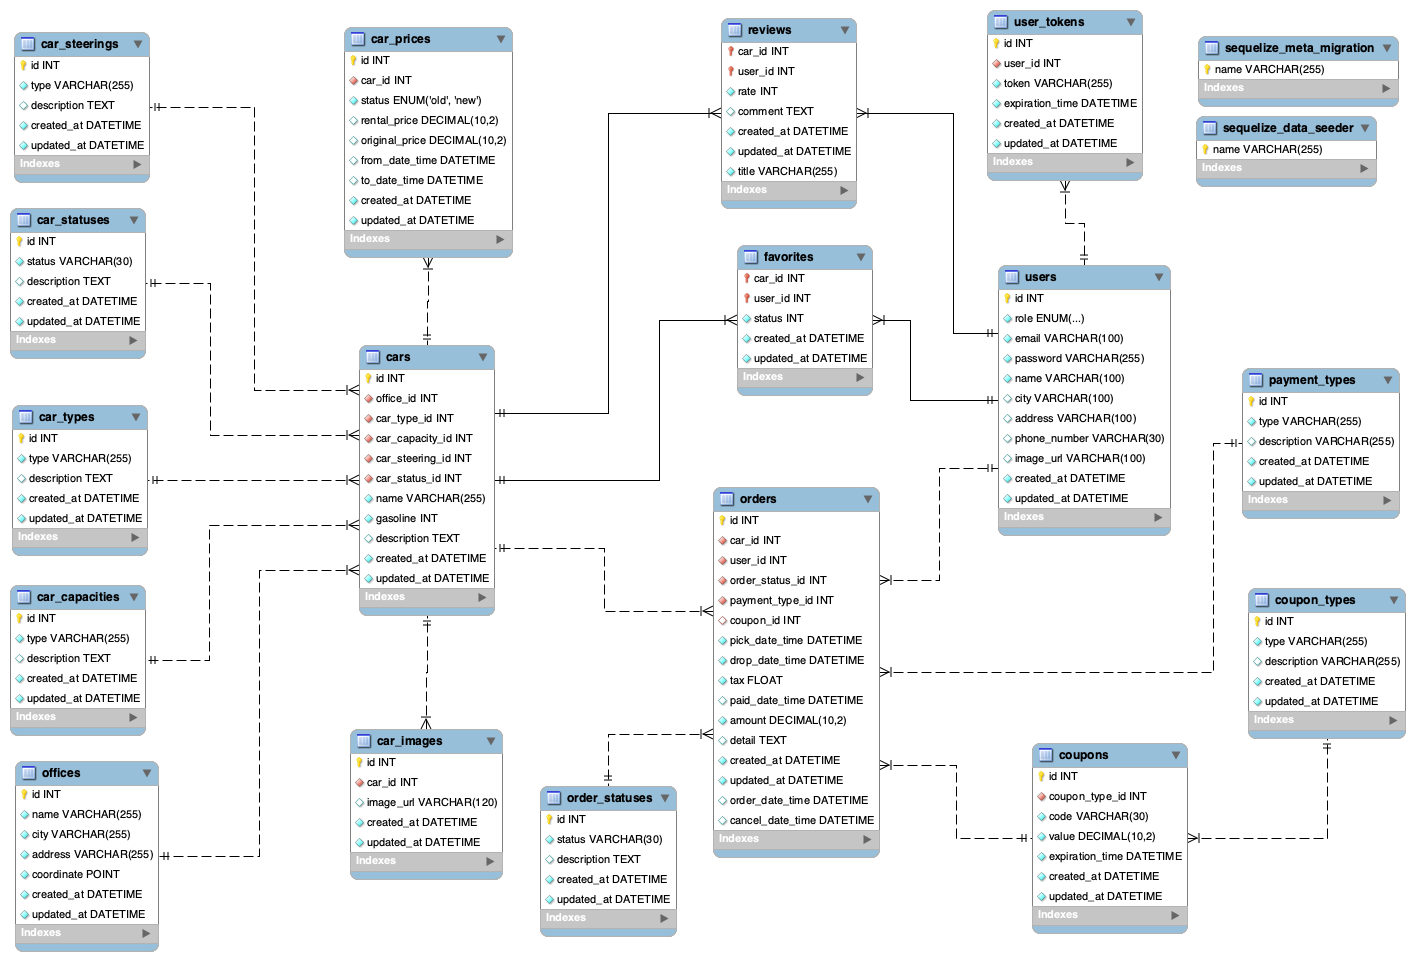 car_steerings
id INT
type VARCHAR(255)
description TEXT
created_at DATETIME
updated_at DATETIME
Indexes
car_statuses
id INT
status VARCHAR(30)
description TEXT
created_at DATETIME
updated_at DATETIME
Indexes
car_types
id INT
type VARCHAR(255)
description TEXT
created_at DATETIME
updated_at DATETIME
Indexes
car_capacities
id INT
type VARCHAR(255)
description TEXT
created_at DATETIME
updated_at DATETIME
Indexes
offices
id INT
name VARCHAR(255)
city VARCHAR(255)
address VARCHAR(255)
coordinate POINT
created_at DATETIME
updated_at DATETIME
Indexes
car_prices
id INT
car_id INT
status ENUM('old', 'new')
rental_price DECIMAL(10,2)
original_price DECIMAL(10,2)
from_date_time DATETIME
to_date_time DATETIME
created_at DATETIME
updated_at DATETIME
Indexes
cars
id INT
office_id INT
car_type_id INT
car_capacity_id INT
car_steering_id INT
car_status_id INT
name VARCHAR(255)
gasoline INT
description TEXT
created_at DATETIME
updated_at DATETIME
Indexes
car_images
id INT
car_id INT
image_url VARCHAR(120)
created_at DATETIME
updated_at DATETIME
Indexes
order_statuses
id INT
status VARCHAR(30)
description TEXT
created_at DATETIME
updated_at DATETIME
Indexes
reviews
car_id INT
user_id INT
rate INT
comment TEXT
created_at DATETIME
updated_at DATETIME
title VARCHAR(255)
Indexes
favorites
car_id INT
user_id INT
status INT
created_at DATETIME
updated_at DATETIME
Indexes
orders
id INT
car_id INT
user_id INT
order_status_id INT
payment_type_id INT
coupon_id INT
pick_date_time DATETIME
drop_date_time DATETIME
tax FLOAT
paid_date_time DATETIME
amount DECIMAL(10,2)
detail TEXT
created_at DATETIME
updated_at DATETIME
order_date_time DATETIME
cancel_date_time DATETIME
Indexes
user_tokens
id INT
user_id INT
token VARCHAR(255)
expiration_time DATETIME
created_at DATETIME
updated_at DATETIME
Indexes
users
id INT
role ENUM(...)
email VARCHAR(100)
password VARCHAR(255)
name VARCHAR(100)
city VARCHAR(100)
address VARCHAR(100)
phone_number VARCHAR(30)
image_url VARCHAR(100)
created_at DATETIME
updated_at DATETIME
Indexes
coupons
id INT
coupon_type_id INT
code VARCHAR(30)
value DECIMAL(10,2)
expiration_time DATETIME
created_at DATETIME
updated_at DATETIME
Indexes
sequelize_meta_migration
name VARCHAR(255)
Indexes
sequelize_data_seeder
name VARCHAR(255)
Indexes
payment_types
id INT
type VARCHAR(255)
description VARCHAR(255)
created_at DATETIME
updated_at DATETIME
Indexes
coupon_types
id INT
type VARCHAR(255)
description VARCHAR(255)
created_at DATETIME
updated_at DATETIME
Indexes